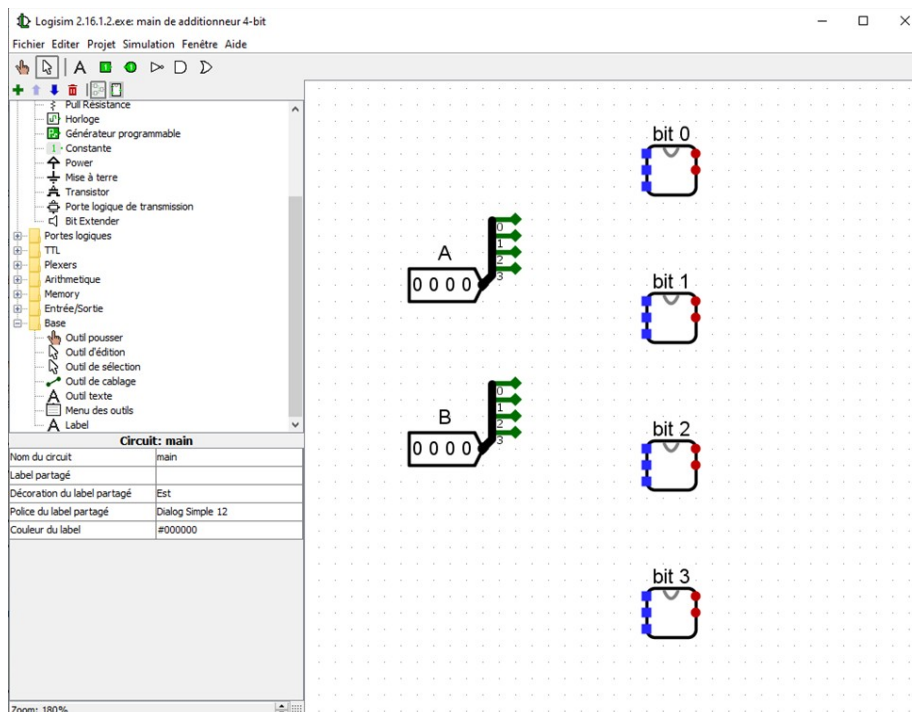 Logisim 2.16.1.2.exe: main de additionneur 4-bit
Fichier Editer Projet Simulation Fenêtre Aide
A
1
Pull Resistance
Horloge
Générateur programmable
1 Constante
Power
Mise à terre
Transistor
Porte logique de transmission
Bit Extender
Portes logiques
TTL
Plexers
Arithmetique
Memory
Entrée/Sortie
Base
Outil pousser
Outil d'édition
Outil de sélection
Outil de cablage
A Outil texte
Menu des outils
A Label
Circuit: main
Nom du circuit main
Label partagé
Décoration du label partagé Est
Police du label partagé Dialog Simple 12
Couleur du label #000000
Zoom: 180%
bit 0
A
0 0 0 0
0
1
2
3
bit 1
B
0 0 0 0
0
1
2
3
bit 2
bit 3